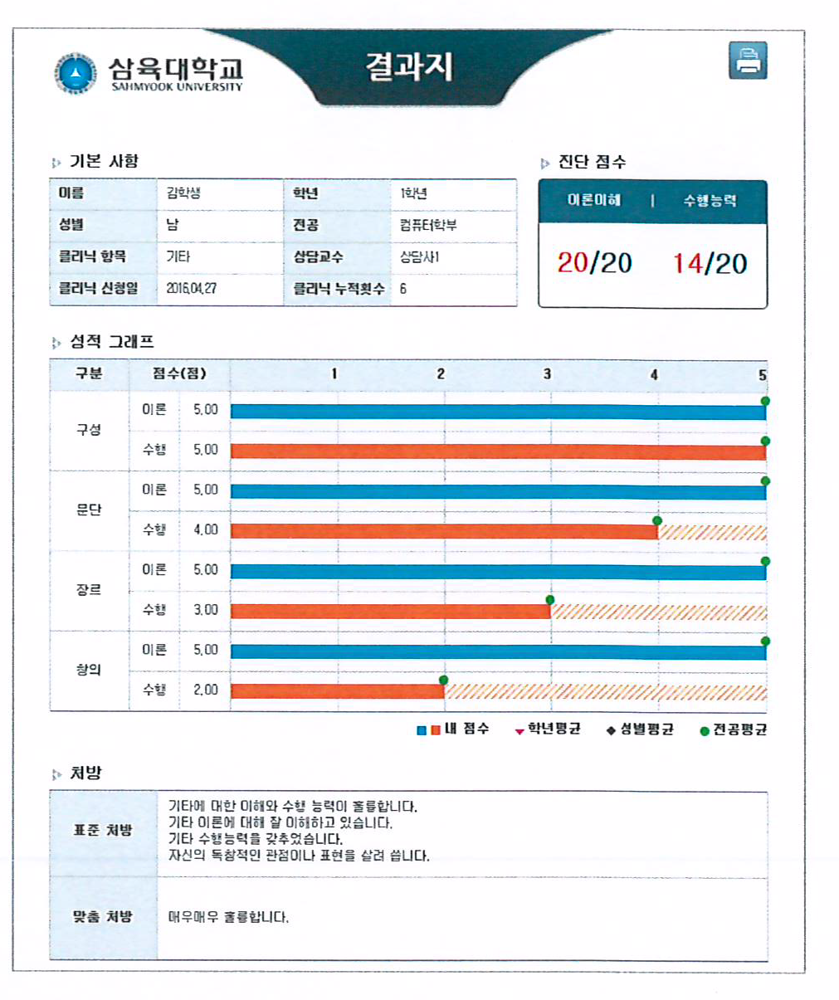 삼육대학교
SAHMYOOK UNIVERSITY
결과지
기본 사항
이름 김학생 학년 1학년
성별 남 전공 컴퓨터학부
클리닉 항목 기타 상담교수 상담사1
클리닉 신청일 2016.04.27 클리닉 누적횟수 6
진단 점수
이론이해 | 수행능력
20/20 14/20
성적 그래프
구분 점수(점) 1 2 3 4 5
구성
이론 5.00
수행 5.00
문단
이론 5.00
수행 4.00
장르
이론 5.00
수행 3.00
창의
이론 5.00
수행 2.00
내 점수 학년평균 성별평균 전공평균
처방
표준 처방
기타에 대한 이해와 수행 능력이 훌륭합니다.
기타 이론에 대해 잘 이해하고 있습니다.
기타 수행능력을 갖추었습니다.
자신의 독창적인 관점이나 표현을 살려 씁니다.
맞춤 처방
매우매우 훌륭합니다.